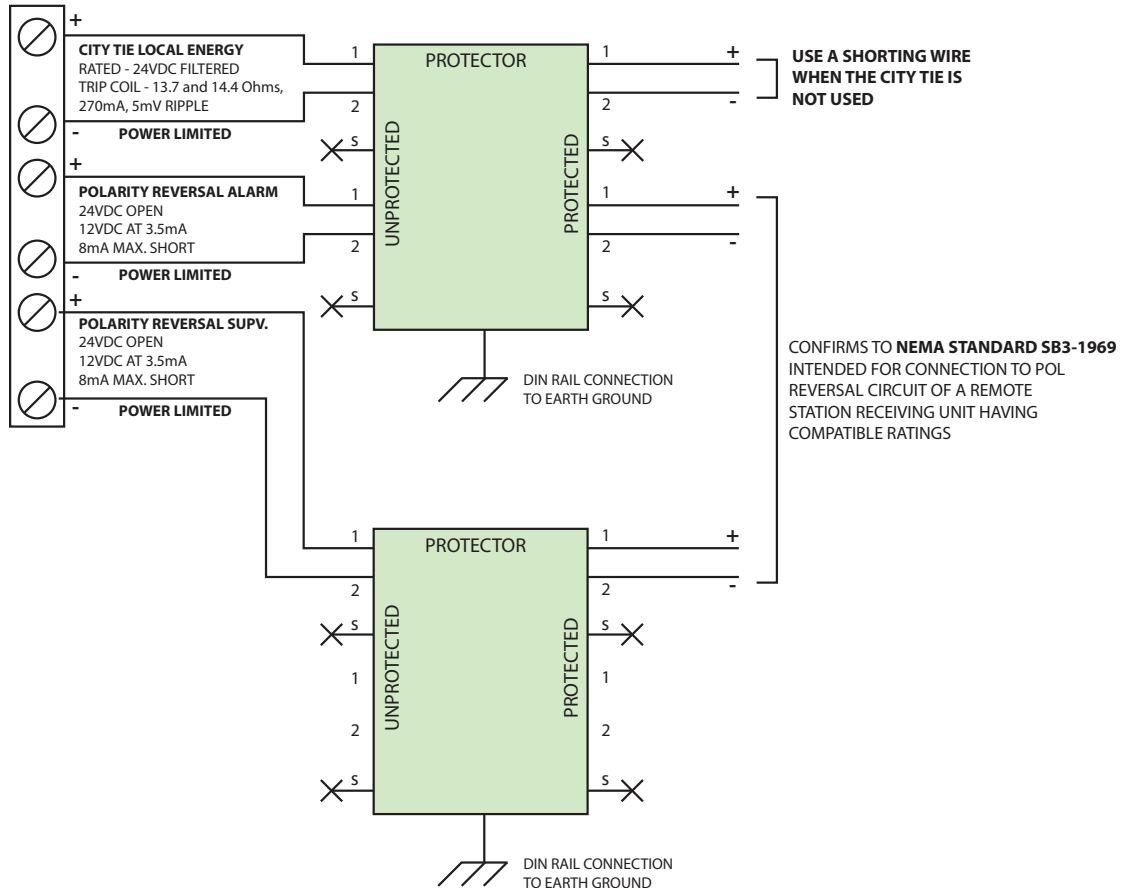 +
CITY TIE LOCAL ENERGY
RATED - 24VDC FILTERED
TRIP COIL - 13.7 and 14.4 Ohms,
270mA, 5mV RIPPLE
- POWER LIMITED
+
POLARITY REVERSAL ALARM
24VDC OPEN
12VDC AT 3.5mA
8mA MAX. SHORT
- POWER LIMITED
+
POLARITY REVERSAL SUPV.
24VDC OPEN
12VDC AT 3.5mA
8mA MAX. SHORT
- POWER LIMITED
PROTECTOR
UNPROTECTED
PROTECTED
1
2
S
1
2
S
1
2
S
1
2
S
+
-
+
-
USE A SHORTING WIRE
WHEN THE CITY TIE IS
NOT USED
DIN RAIL CONNECTION
TO EARTH GROUND
CONFIRMS TO NEMA STANDARD SB3-1969
INTENDED FOR CONNECTION TO POL
REVERSAL CIRCUIT OF A REMOTE
STATION RECEIVING UNIT HAVING
COMPATIBLE RATINGS
PROTECTOR
UNPROTECTED
PROTECTED
1
2
S
1
2
S
1
2
S
1
2
S
+
-
DIN RAIL CONNECTION
TO EARTH GROUND